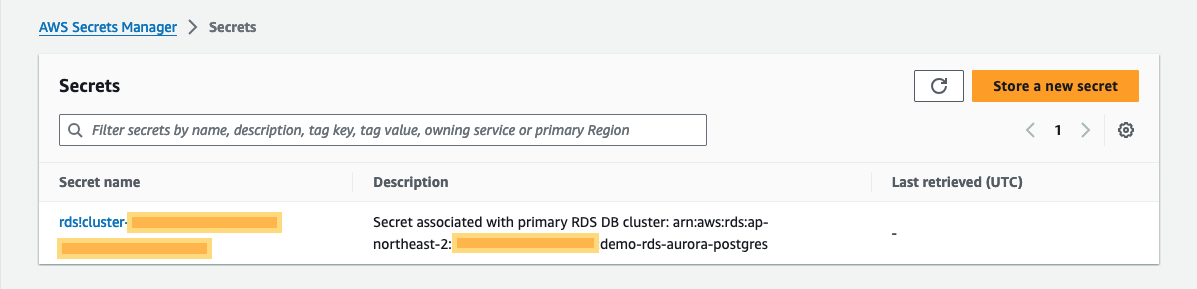 AWS Secrets Manager > Secrets
Secrets
Store a new secret
Filter secrets by name, description, tag key, tag value, owning service or primary Region
1
Secret name Description Last retrieved (UTC)
rds!cluster- Secret associated with primary RDS DB cluster: arn:aws:rds:ap-
northeast-2: demo-rds-aurora-postgres
-